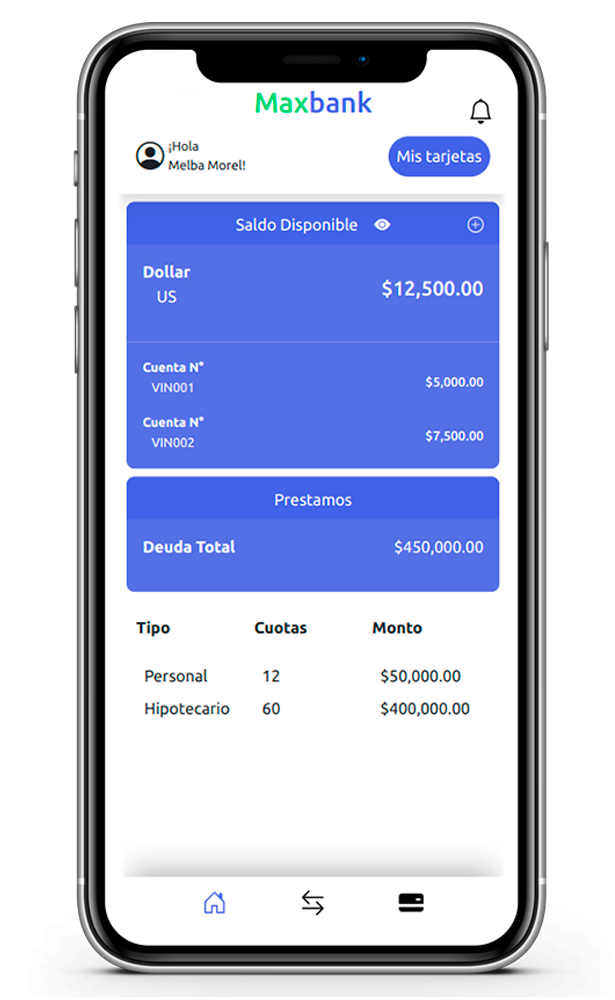 Maxbank
¡Hola
Melba Morel!
Mis tarjetas
Saldo Disponible
Dollar
US
$12,500.00
Cuenta N°
VIN001
$5,000.00
Cuenta N°
VIN002
$7,500.00
Prestamos
Deuda Total $450,000.00
Tipo Cuotas Monto
Personal 12 $50,000.00
Hipotecario 60 $400,000.00